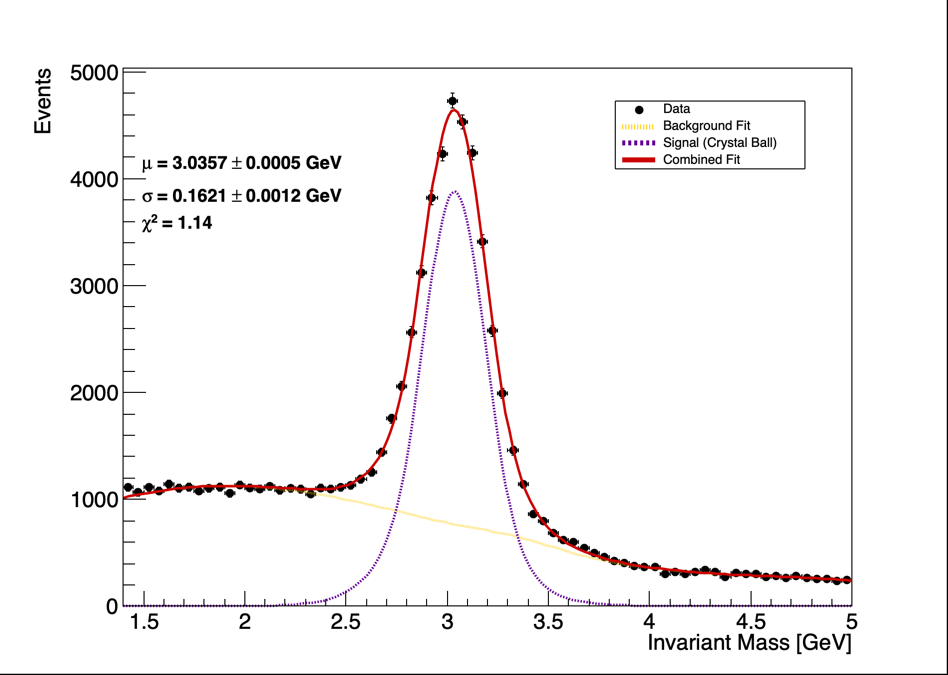 Events
5000
4000
3000
2000
1000
0
μ = 3.0357 ± 0.0005 GeV
σ = 0.1621 ± 0.0012 GeV
χ² = 1.14
Data
Background Fit
Signal (Crystal Ball)
Combined Fit
1.5 2 2.5 3 3.5 4 4.5 5
Invariant Mass [GeV]